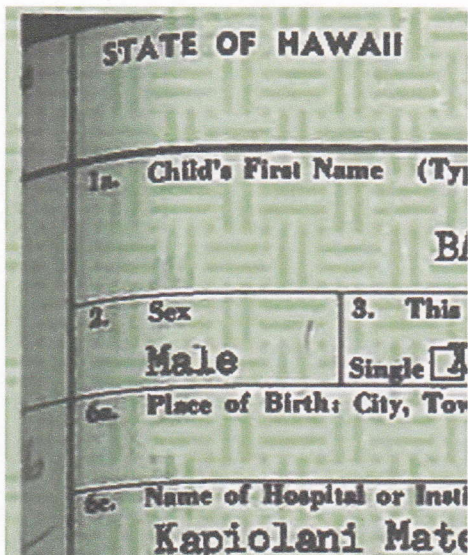 STATE OF HAWAII
1a. Child's First Name (Typ
BA
2. Sex
3. This
Male
Single X
6a. Place of Birth: City, Tow
6c. Name of Hospital or Insti
Kapiolani Mate